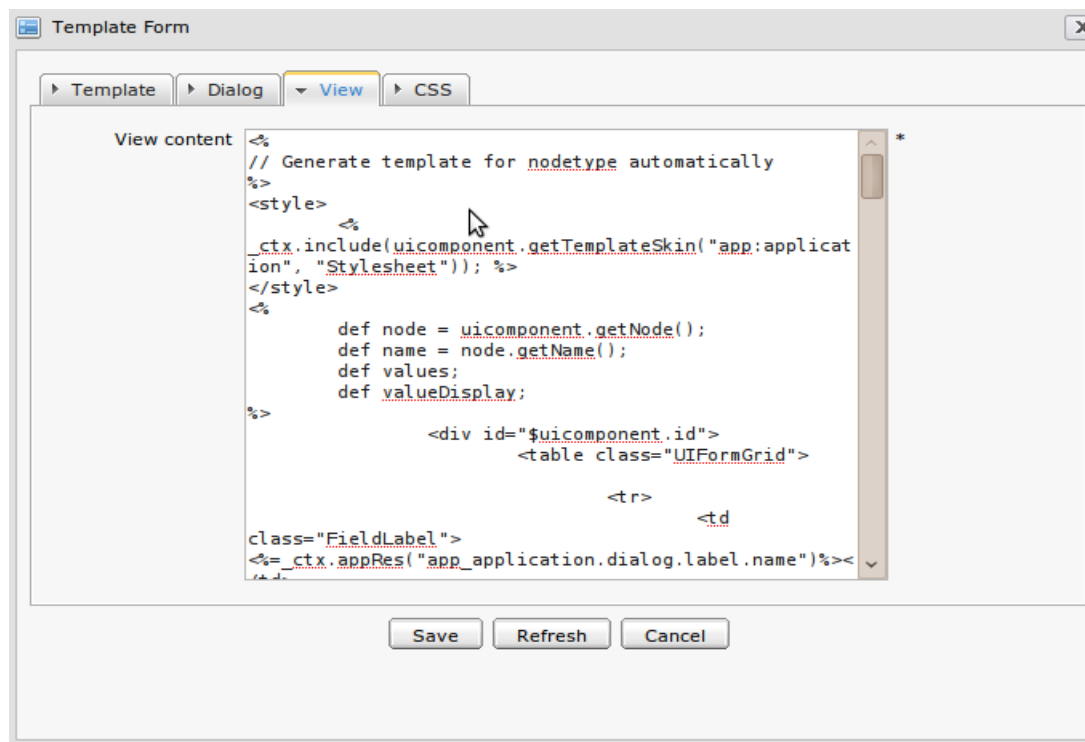 Template Form
Template
Dialog
View
CSS
View content
*
<%
// Generate template for nodetype automatically
%>
<style>
<%
_ctx.include(uicomponent.getTemplateSkin("app:applicat
ion", "Stylesheet")); %>
</style>
<%
def node = uicomponent.getNode();
def name = node.getName();
def values;
def valueDisplay;
%>
<div id="$uicomponent.id">
<table class="UIFormGrid">
<tr>
<td
class="FieldLabel">
<%=_ctx.appRes("app_application.dialog.label.name")%><
/td>
Save
Refresh
Cancel